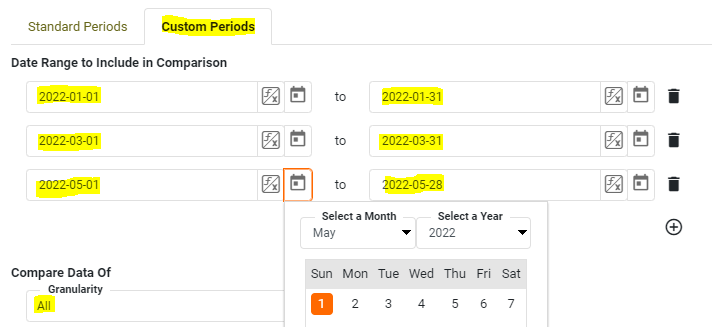 Standard Periods Custom Periods
Date Range to Include in Comparison
2022-01-01 f/x to 2022-01-31 f/x
2022-03-01 f/x to 2022-03-31 f/x
2022-05-01 f/x to 2022-05-28 f/x
Select a Month Select a Year
May 2022
Compare Data Of
Granularity
All
Sun Mon Tue Wed Thu Fri Sat
1 2 3 4 5 6 7